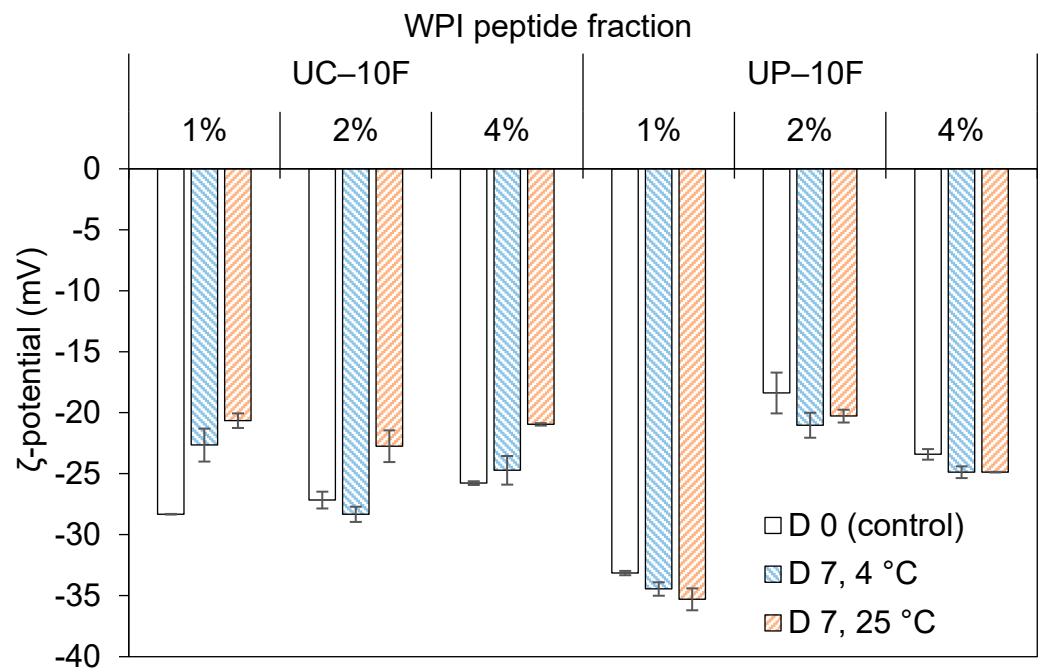 WPI peptide fraction
UC–10F UP–10F
1% 2% 4% 1% 2% 4%
0
-5
-10
-15
-20
-25
-30
-35
-40
ζ-potential (mV)
D 0 (control)
D 7, 4 °C
D 7, 25 °C